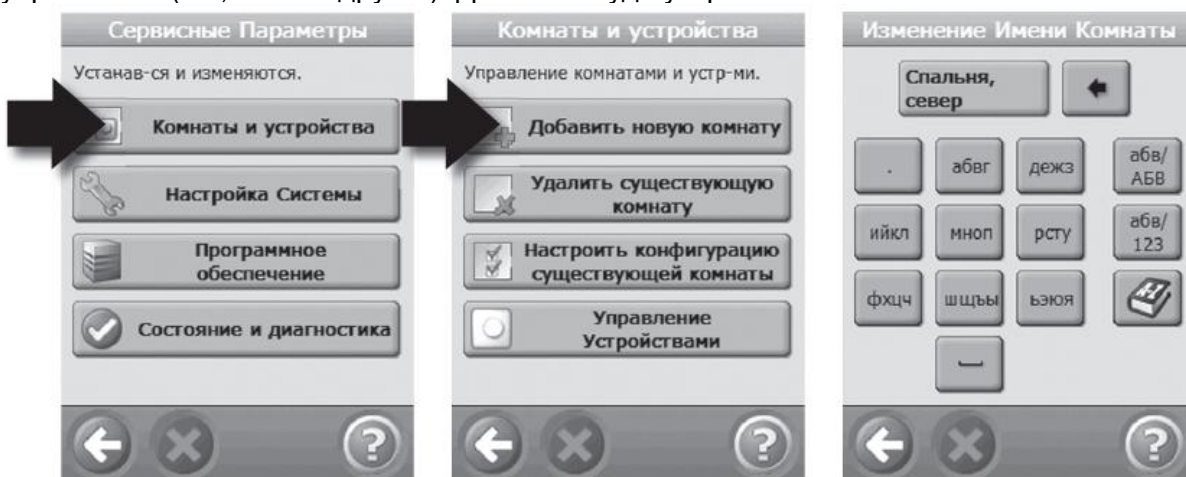 Сервисные Параметры
Устанав-ся и изменяются.
Комнаты и устройства
Настройка Системы
Программное
обеспечение
Состояние и диагностика
?
Комнаты и устройства
Управление комнатами и устр-ми.
Добавить новую комнату
Удалить существующую
комнату
Настроить конфигурацию
существующей комнаты
Управление
Устройствами
?
Изменение Имени Комнаты
Спальня,
север
. абвг дежз абв/
АБВ
ийкл мноп рсту абв/
123
фхцч шщъы ьэюя
?